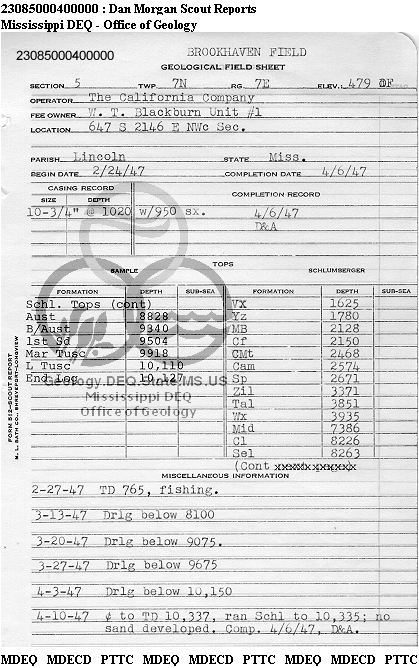 23085000400000 : Dan Morgan Scout Reports
Mississippi DEQ - Office of Geology
23085000400000 BROOKHAVEN FIELD
GEOLOGICAL FIELD SHEET
SECTION 5 TWP. 7N RG. 7E ELEV.: 479 DF
OPERATOR The California Company
FEE OWNER W. T. Blackburn Unit #1
LOCATION 647 S 2146 E NWc Sec.
PARISH Lincoln STATE Miss.
BEGIN DATE 2/24/47 COMPLETION DATE 4/6/47
CASING RECORD COMPLETION RECORD
SIZE DEPTH
10-3/4" @ 1020 w/950 sx. 4/6/47
D&A
TOPS
SAMPLE SCHLUMBERGER
FORMATION DEPTH SUB-SEA FORMATION DEPTH SUB-SEA
Schl. Tops (cont) VX 1625
Aust 8828 Yz 1780
B/Aust 9340 MB 2128
1st Sd 9504 Cf 2150
Mar Tusc 9918 CMt 2468
L Tusc 10,110 Cam 2574
End Log 10,127 Sp 2671
Zil 3371
Tal 3851
Wx 3935
Mid 7386
Cl 8226
Sel 8263
(Cont
Geology.DEQ.State.MS.US
Mississippi DEQ
Office of Geology
FORM 512-SCOUT REPORT
M. L. BATH CO., SHREVEPORT-LONGVIEW
MISCELLANEOUS INFORMATION
2-27-47 TD 765, fishing.
3-13-47 Drlg below 8100
3-20-47 Drlg below 9075.
3-27-47 Drlg below 9675
4-3-47 Drlg below 10,150
4-10-47 ¢ to TD 10,337, ran Schl to 10,335; no
sand developed. Comp. 4/6/47, D&A.
MDEQ MDECD PTTC MDEQ MDECD PTTC MDEQ MDECD PTTC